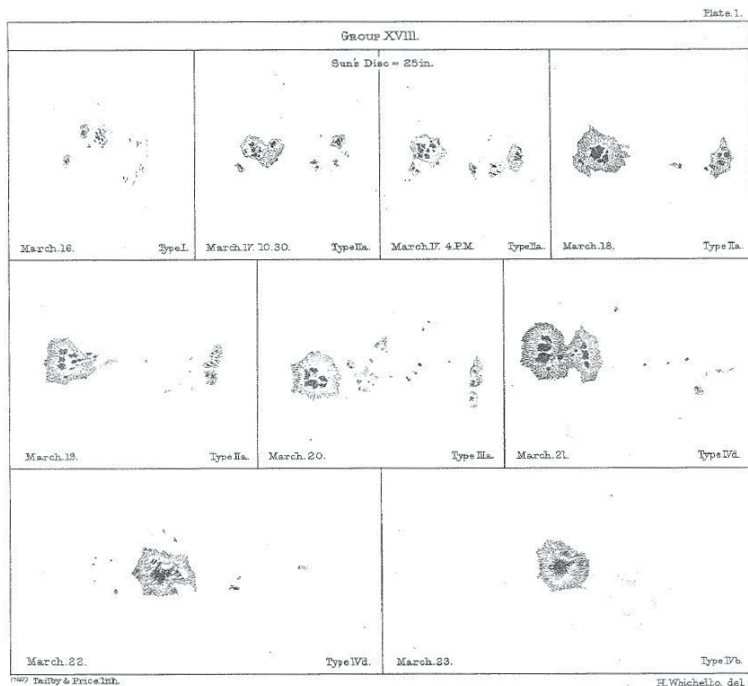 Plate.1.
GROUP XVIII.
Sun's Disc = 25in.
March.16. Type I.
March.17. 10.30. Type IIa.
March.17. 4.P.M. Type IIa.
March.18. Type IIa.
March.19. Type IIa.
March.20. Type IIIa.
March.21. Type IVd.
March.22. Type IVd.
March.23. Type IVb.
Tailby & Price.lith.
H.Whichello. del.